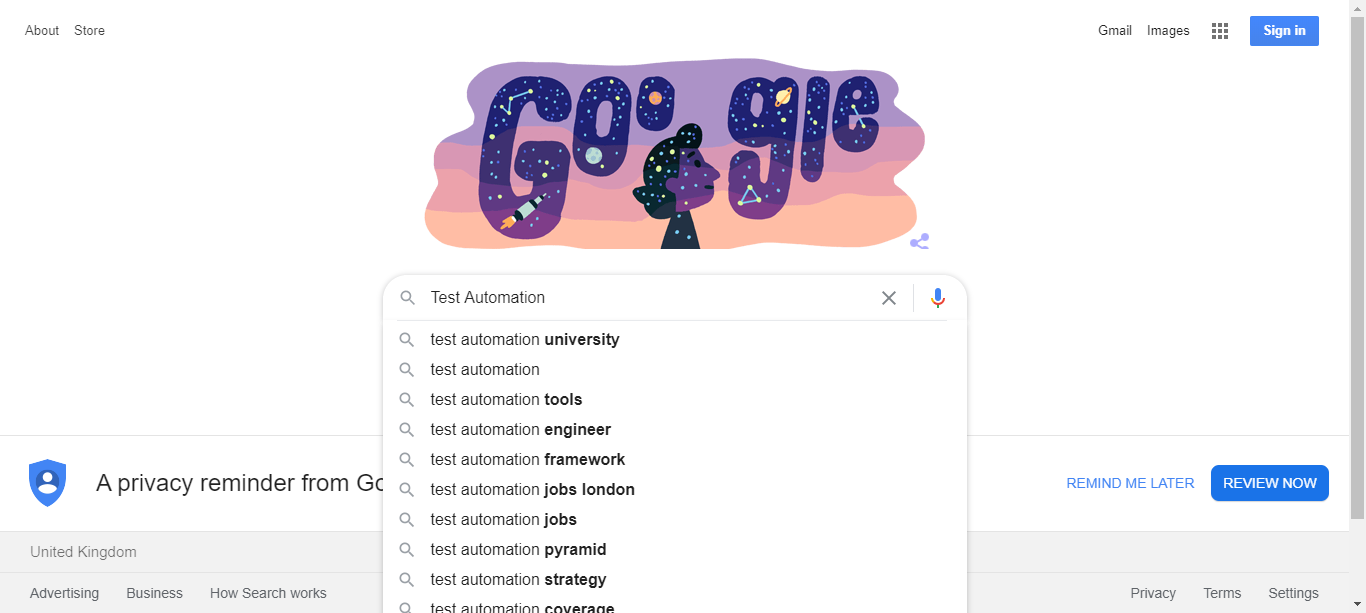 About Store
Gmail Images Sign in
Google
Test Automation
test automation university
test automation
test automation tools
test automation engineer
test automation framework
test automation jobs london
test automation jobs
test automation pyramid
test automation strategy
test automation coverage
A privacy reminder from Go
REMIND ME LATER REVIEW NOW
United Kingdom
Advertising Business How Search works
Privacy Terms Settings